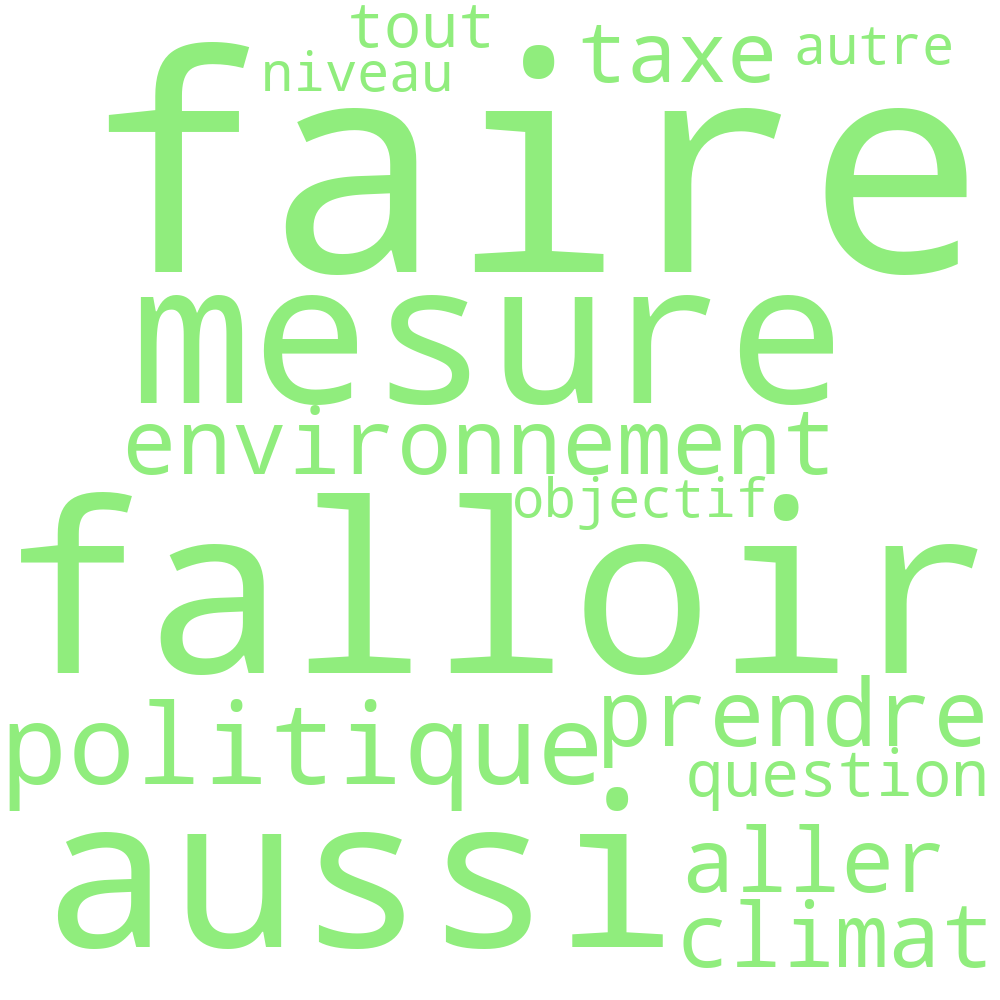 tout taxe autre
niveau
faire
mesure
environnement
objectif
falloir
prendre
politique
question
aussi
aller
climat